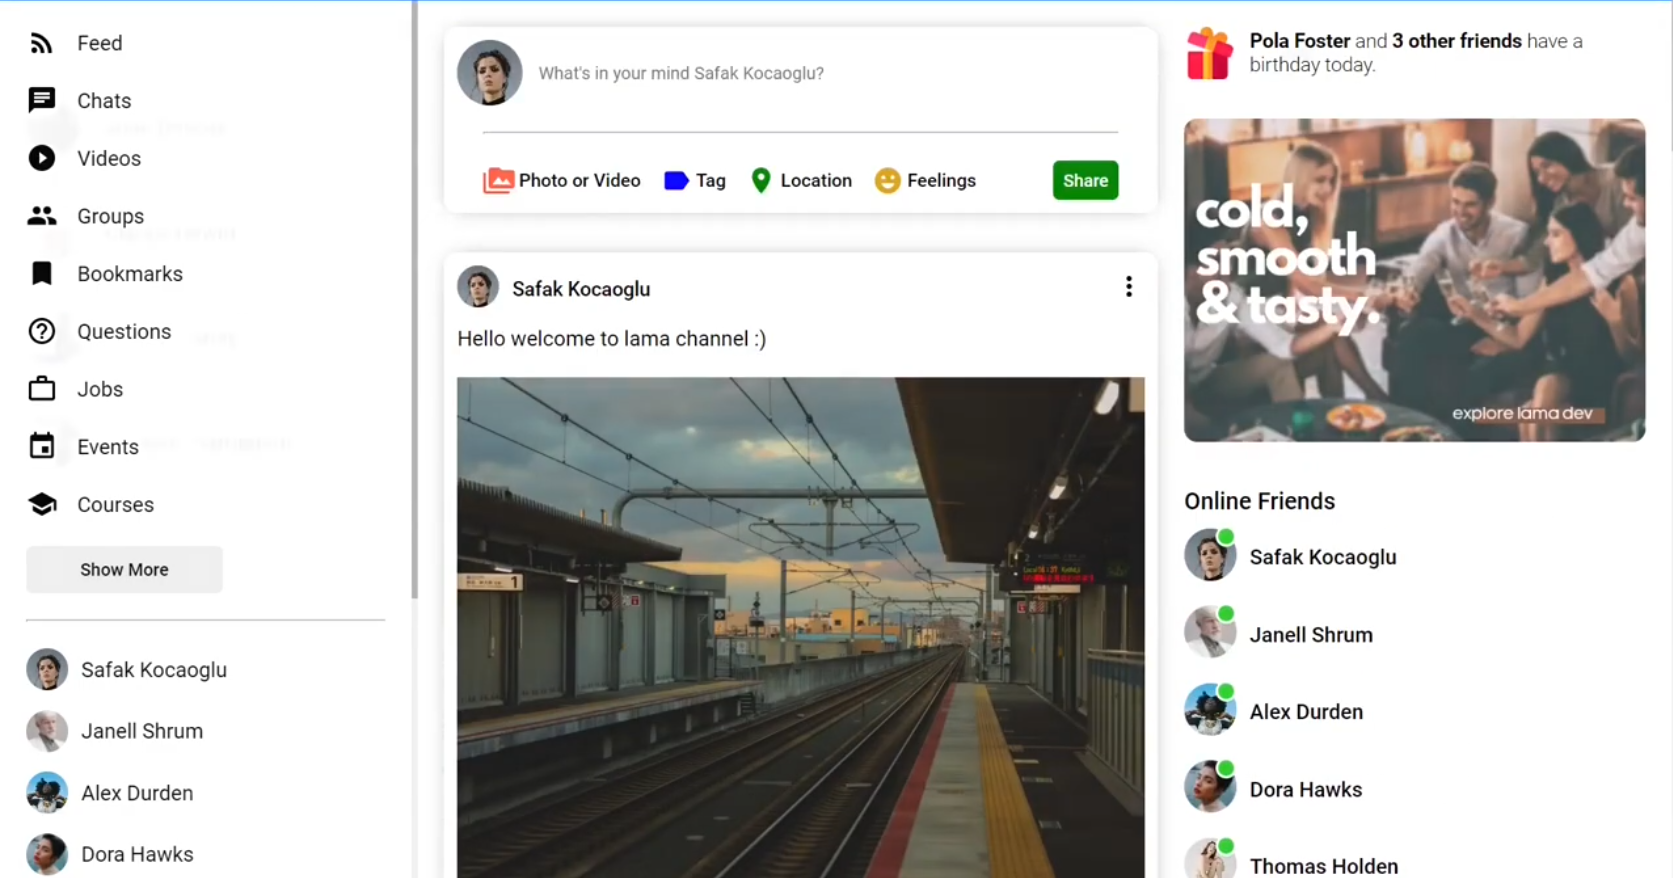 Feed
Chats
Videos
Groups
Bookmarks
Questions
Jobs
Events
Courses
Show More
Safak Kocaoglu
Janell Shrum
Alex Durden
Dora Hawks
What's in your mind Safak Kocaoglu?
Photo or Video
Tag
Location
Feelings
Share
Safak Kocaoglu
Hello welcome to lama channel :)
1
Pola Foster and 3 other friends have a
birthday today.
cold,
smooth
& tasty.
explore lama dev
Online Friends
Safak Kocaoglu
Janell Shrum
Alex Durden
Dora Hawks
Thomas Holden